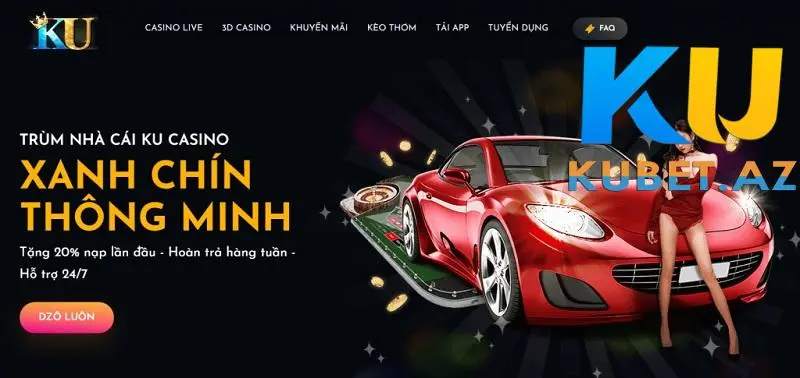 KU
CASINO LIVE
3D CASINO
KHUYẾN MÃI
KÈO THƠM
TẢI APP
TUYỂN DỤNG
FAQ
KU
KUBET.AZ
TRÙM NHÀ CÁI KU CASINO
XANH CHÍN
THÔNG MINH
Tặng 20% nạp lần đầu - Hoàn trả hàng tuần -
Hỗ trợ 24/7
DZÔ LUÔN